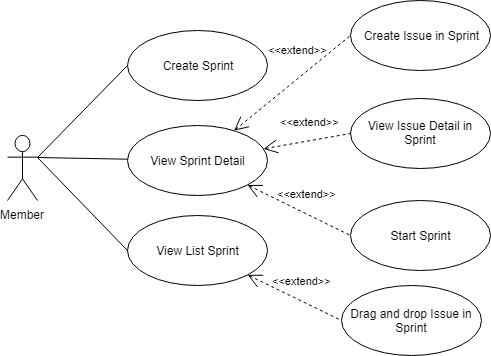 Create Issue in Sprint
<<extend>>
Create Sprint
<<extend>>
View Issue Detail in
Sprint
View Sprint Detail
<<extend>>
Member
Start Sprint
View List Sprint
<<extend>>
Drag and drop Issue in
Sprint